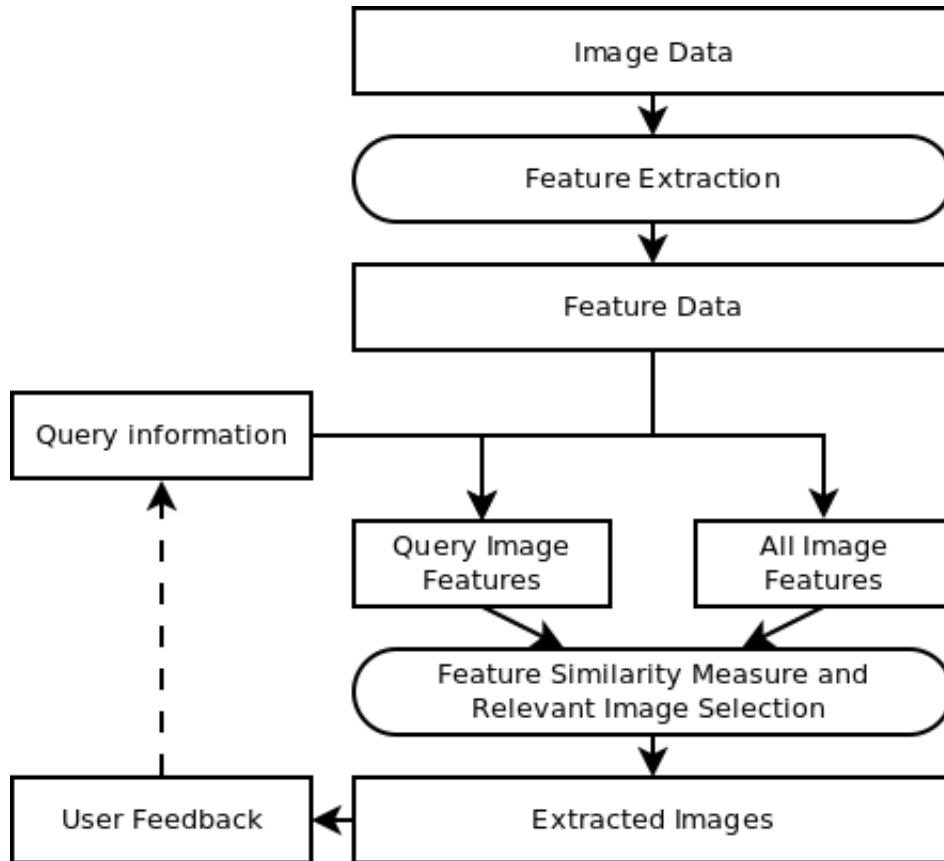 Image Data
Feature Extraction
Feature Data
Query information
Query Image
Features
All Image
Features
Feature Similarity Measure and
Relevant Image Selection
User Feedback
Extracted Images